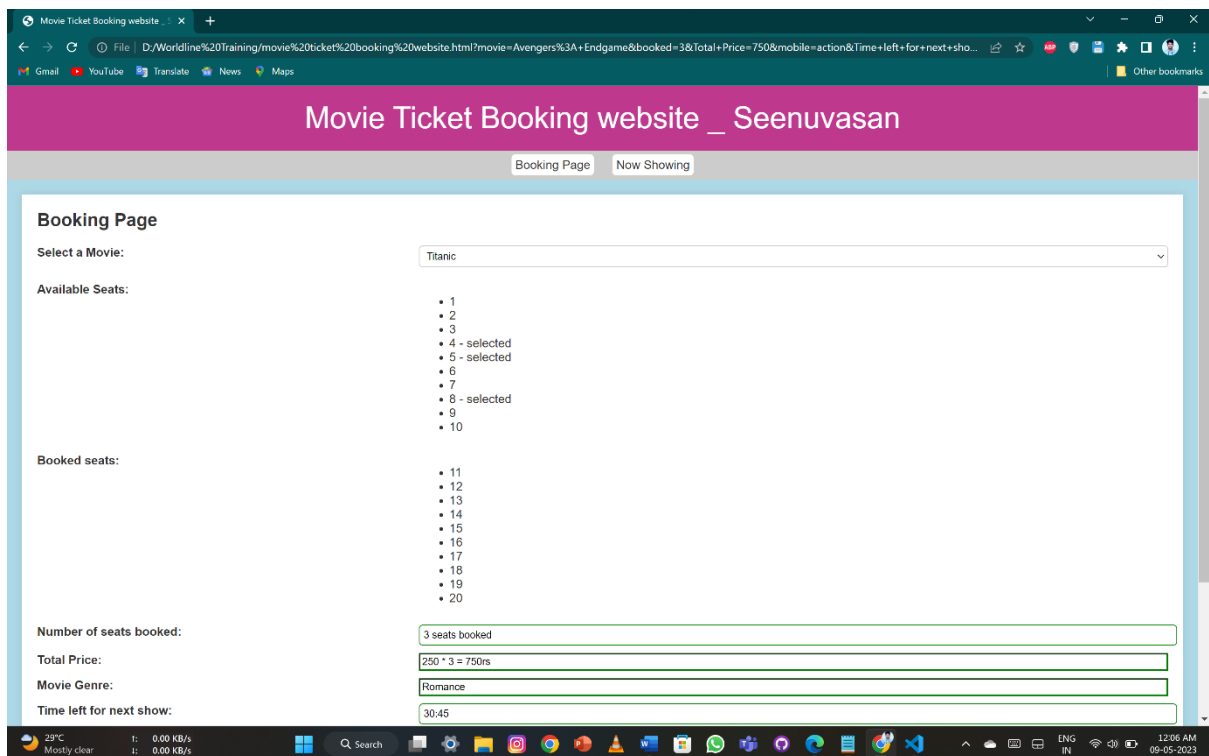 Movie Ticket Booking website _ S
File
D:/Worldline%20Training/movie%20ticket%20booking%20website.html?movie=Avengers%3A+Endgame&booked=3&Total+Price=750&mobile=action&Time+left+for+next+sho...
ABP
Gmail YouTube Translate News Maps Other bookmarks
Movie Ticket Booking website _ Seenuvasan
Booking Page Now Showing
Booking Page
Select a Movie: Titanic
Available Seats:
• 1
• 2
• 3
• 4 - selected
• 5 - selected
• 6
• 7
• 8 - selected
• 9
• 10
Booked seats:
• 11
• 12
• 13
• 14
• 15
• 16
• 17
• 18
• 19
• 20
Number of seats booked: 3 seats booked
Total Price: 250 * 3 = 750rs
Movie Genre: Romance
Time left for next show: 30:45
29°C
Mostly clear
↑: 0.00 KB/s
↓: 0.00 KB/s
Search
ENG
IN
12:06 AM
09-05-2023